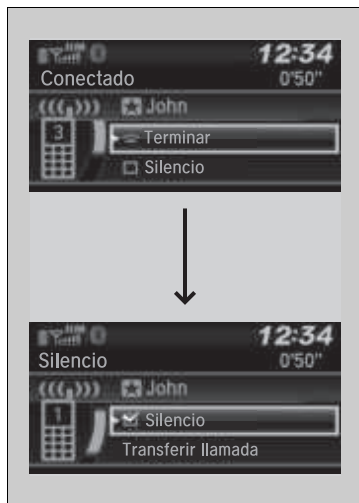 12:34
Conectado 0'50"
John
3 Terminar
Silencio
12:34
Silencio 0'50"
John
1 Silencio
Transferir llamada